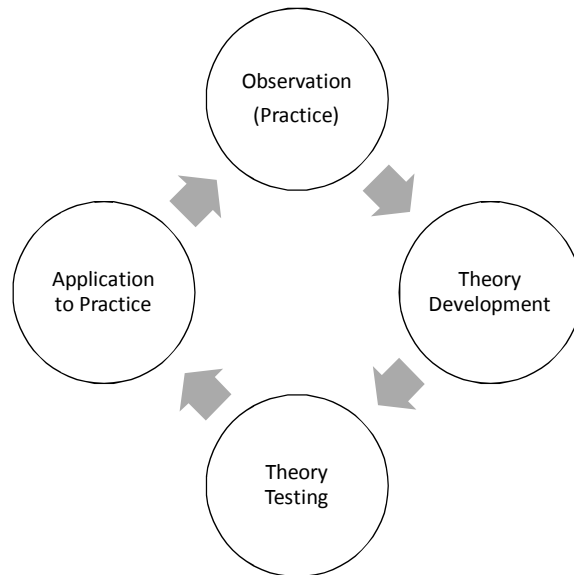 Observation
(Practice)
Theory
Development
Theory
Testing
Application
to Practice